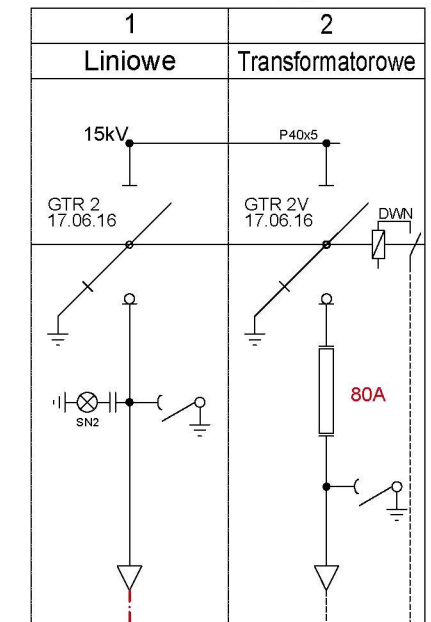 1 2
Liniowe Transformatorowe
15kV P40x5
GTR 2 GTR 2V
17.06.16 17.06.16
DWN
80A
SN2